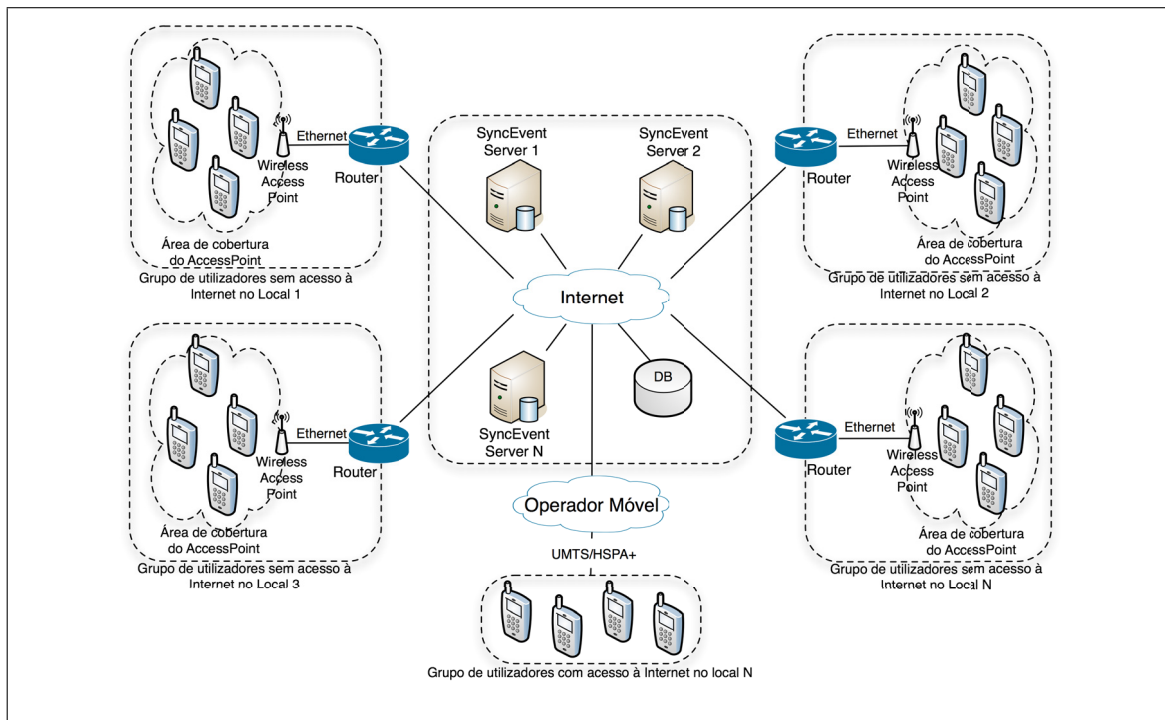 Ethernet
Wireless
Access
Point
Router
Área de cobertura
do AccessPoint
Grupo de utilizadores sem acesso à
Internet no Local 1
SyncEvent
Server 1
SyncEvent
Server 2
Internet
SyncEvent
Server N
DB
Ethernet
Wireless
Access
Point
Router
Área de cobertura
do AccessPoint
Grupo de utilizadores sem acesso à
Internet no Local 2
Ethernet
Wireless
Access
Point
Router
Área de cobertura
do AccessPoint
Grupo de utilizadores sem acesso à
Internet no Local 3
Ethernet
Wireless
Access
Point
Router
Área de cobertura
do AccessPoint
Grupo de utilizadores sem acesso à
Internet no Local N
Operador Móvel
UMTS/HSPA+
Grupo de utilizadores com acesso à Internet no local N